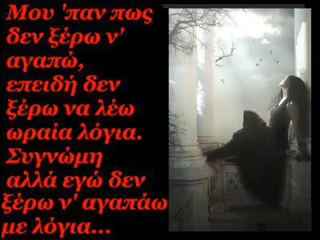 Μου 'παν πως
δεν ξέρω ν'
αγαπώ,
επειδή δεν
ξέρω να λέω
ωραία λόγια.
Συγνώμη
αλλά εγώ δεν
ξέρω ν' αγαπάω
με λόγια...